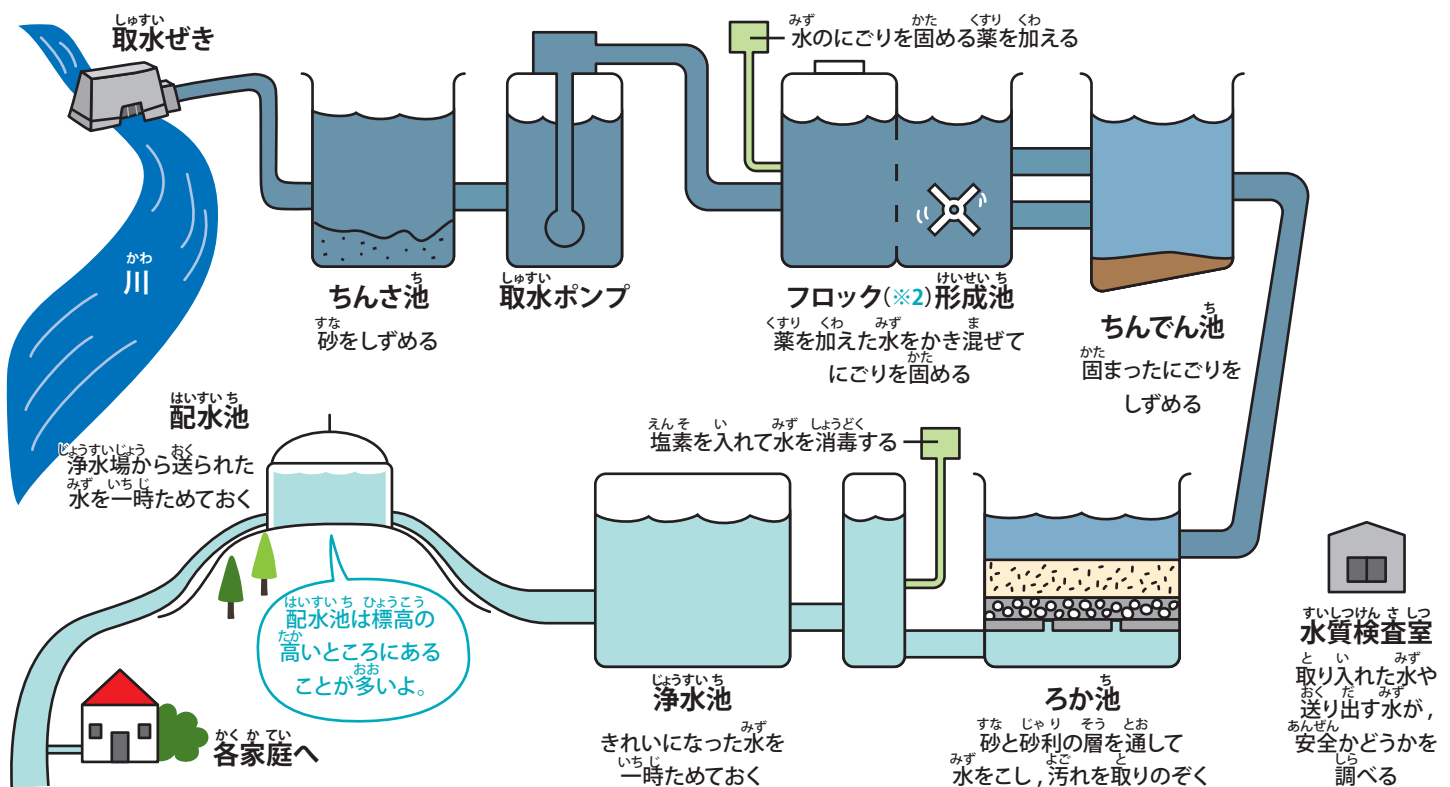 取水ぜき
川
ちんさ池
砂をしずめる
取水ポンプ
水のにごりを固める薬を加える
フロック(※2)形成池
薬を加えた水をかき混ぜて
にごりを固める
ちんでん池
固まったにごりを
しずめる
配水池
浄水場から送られた
水を一時ためておく
配水池は標高の
高いところにある
ことが多いよ。
各家庭へ
塩素を入れて水を消毒する
浄水池
きれいになった水を
一時ためておく
ろか池
砂と砂利の層を通して
水をこし,汚れを取りのぞく
水質検査室
取り入れた水や
送り出す水が,
安全かどうかを
調べる